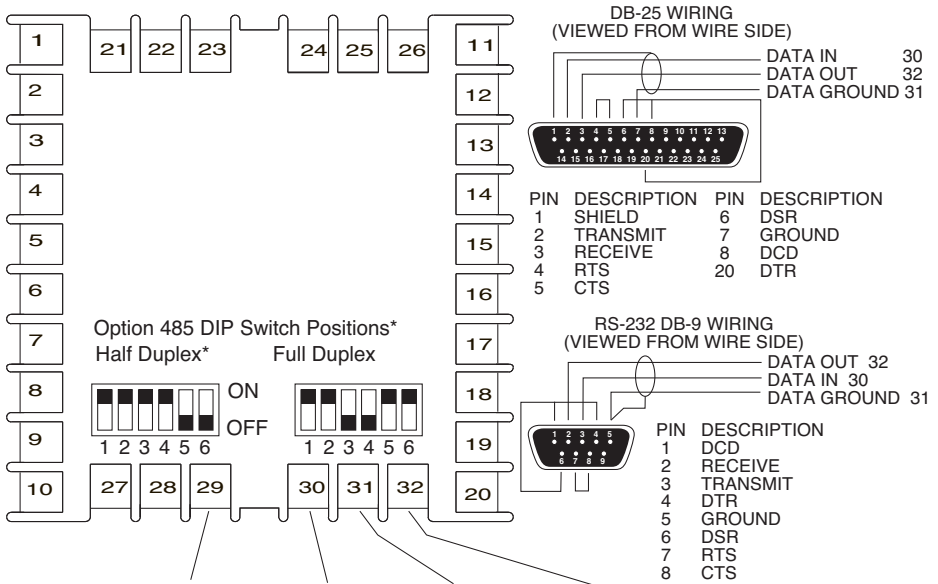 1
2
3
4
5
6
7
8
9
10
21 22 23 24 25 26
11
12
13
14
15
16
17
18
19
20
Option 485 DIP Switch Positions*
Half Duplex* Full Duplex
ON
OFF
1 2 3 4 5 6 1 2 3 4 5 6
27 28 29 30 31 32
DB-25 WIRING
(VIEWED FROM WIRE SIDE)
DATA IN 30
DATA OUT 32
DATA GROUND 31
1 2 3 4 5 6 7 8 9 10 11 12 13
14 15 16 17 18 19 20 21 22 23 24 25
PIN DESCRIPTION PIN DESCRIPTION
1 SHIELD 6 DSR
2 TRANSMIT 7 GROUND
3 RECEIVE 8 DCD
4 RTS 20 DTR
5 CTS
RS-232 DB-9 WIRING
(VIEWED FROM WIRE SIDE)
DATA OUT 32
DATA IN 30
DATA GROUND 31
1 2 3 4 5
6 7 8 9
PIN DESCRIPTION
1 DCD
2 RECEIVE
3 TRANSMIT
4 DTR
5 GROUND
6 DSR
7 RTS
8 CTS